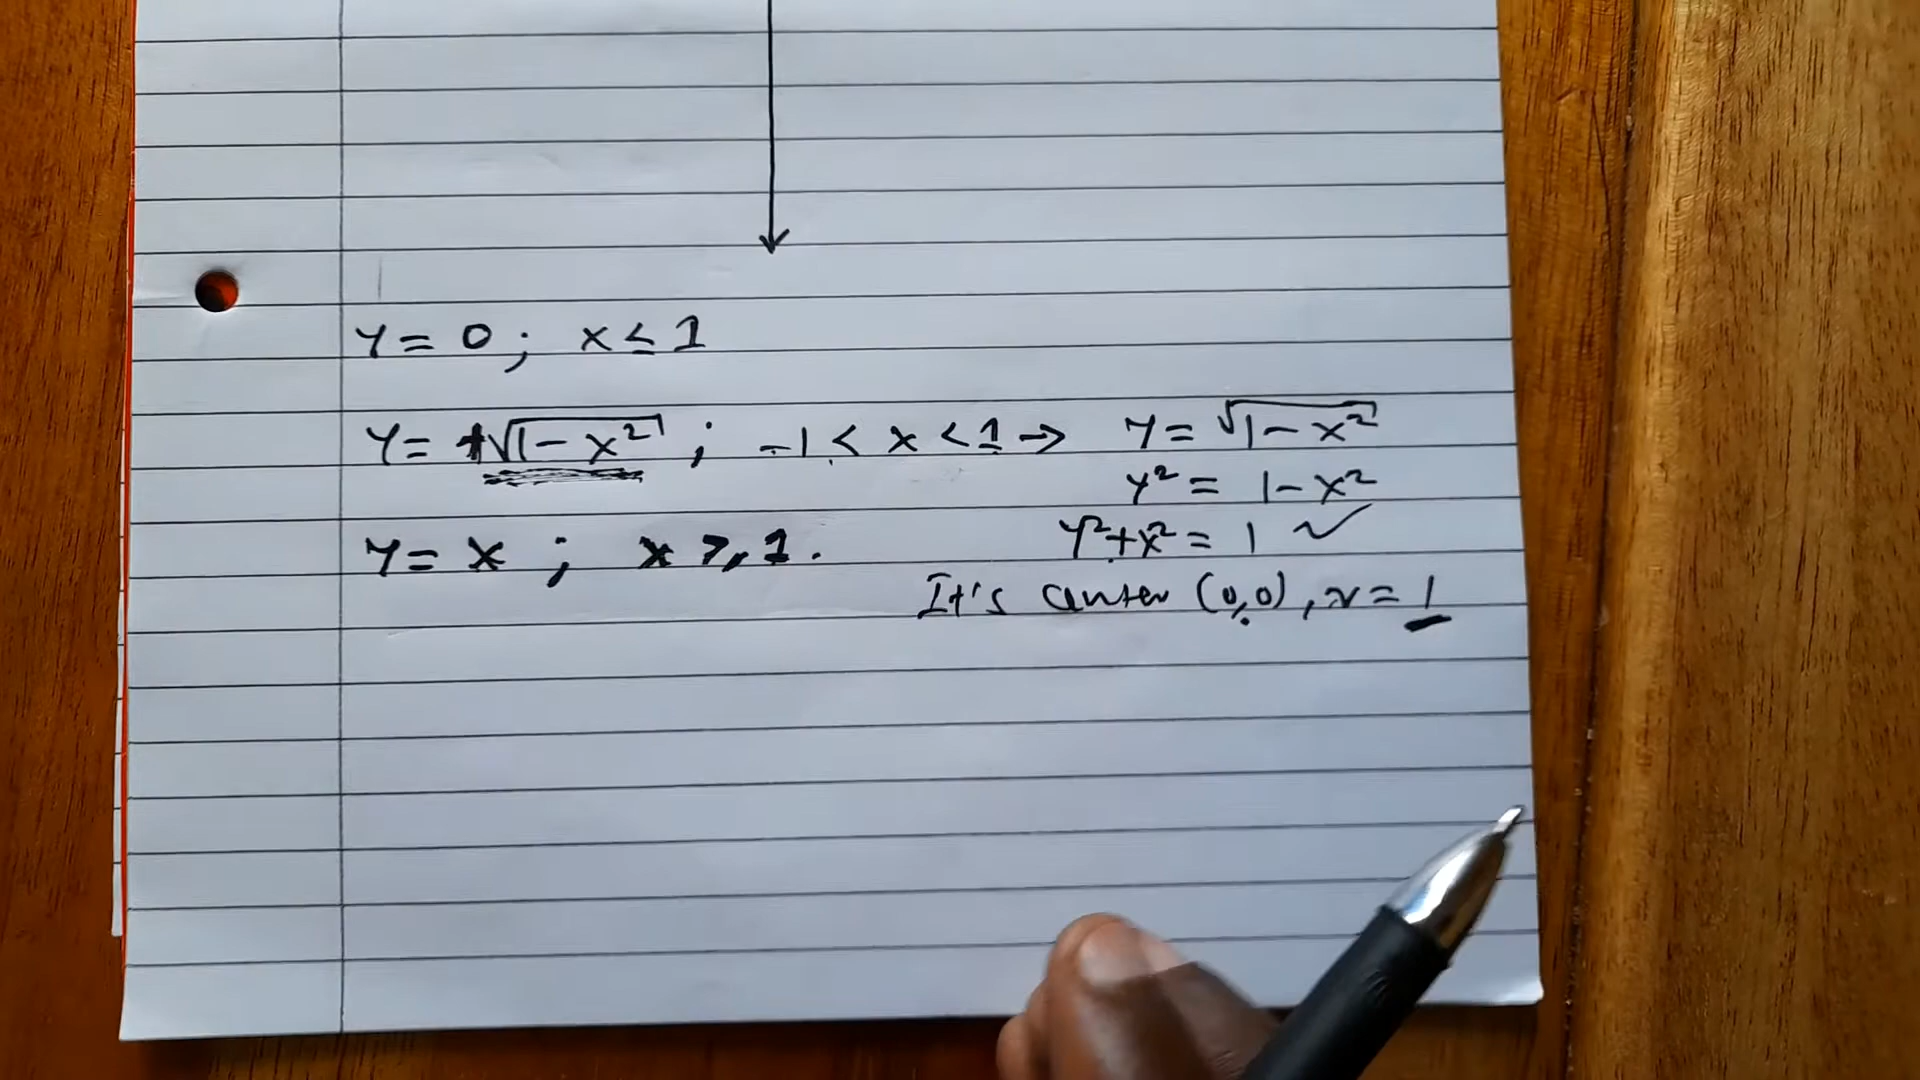 y = 0 ; x ≤ 1
y = +√(1 - x²) ; -1 < x < 1 → y = √(1 - x²)
y² = 1 - x²
y = x ; x ≥ 1. y² + x² = 1 ✓
It's center (0,0), r = 1